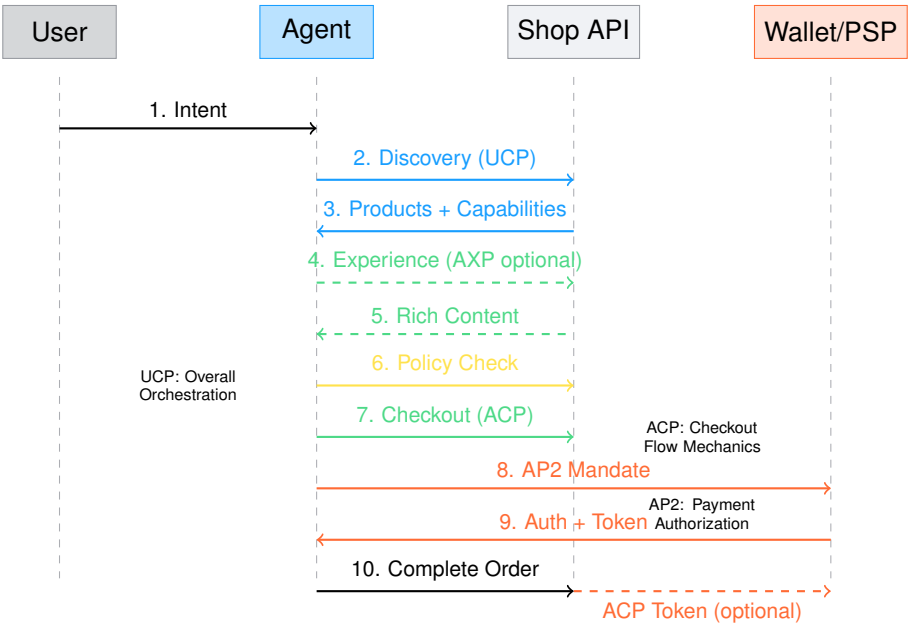 User
Agent
Shop API
Wallet/PSP
1. Intent
2. Discovery (UCP)
3. Products + Capabilities
4. Experience (AXP optional)
5. Rich Content
6. Policy Check
UCP: Overall
Orchestration
7. Checkout (ACP)
ACP: Checkout
Flow Mechanics
8. AP2 Mandate
AP2: Payment
Authorization
9. Auth + Token
10. Complete Order
ACP Token (optional)